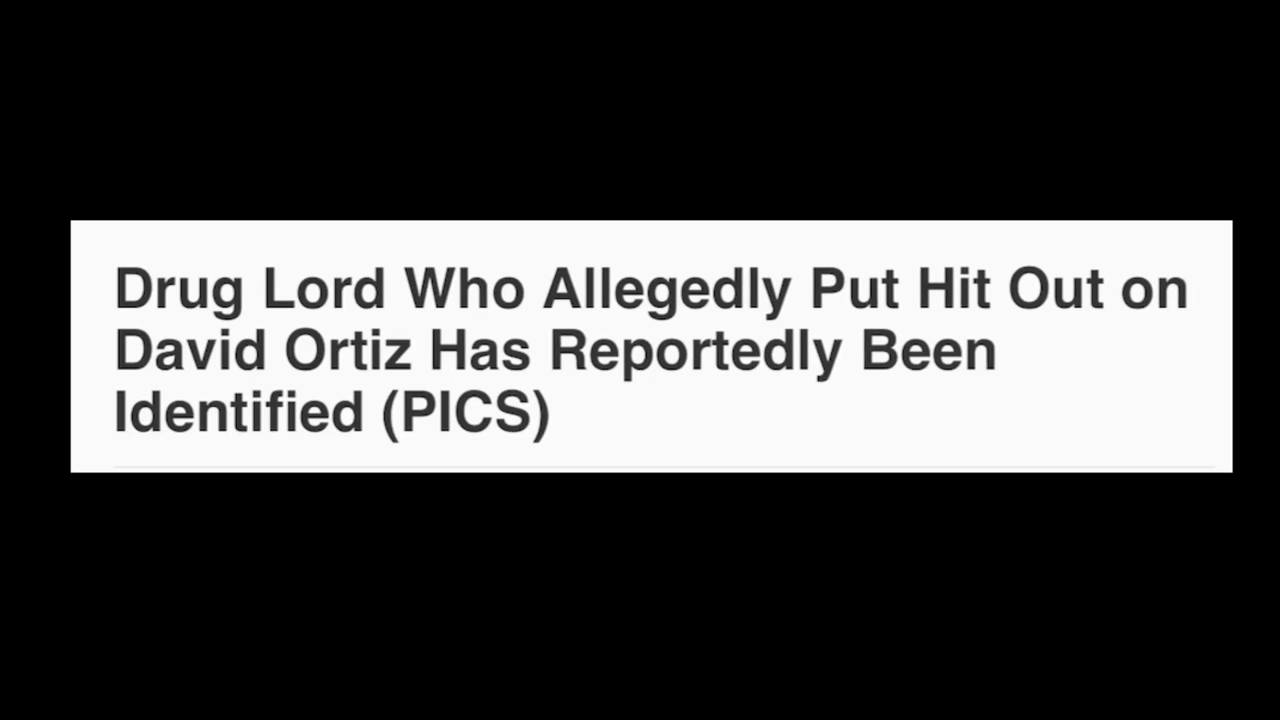 Drug Lord Who Allegedly Put Hit Out on
David Ortiz Has Reportedly Been
Identified (PICS)